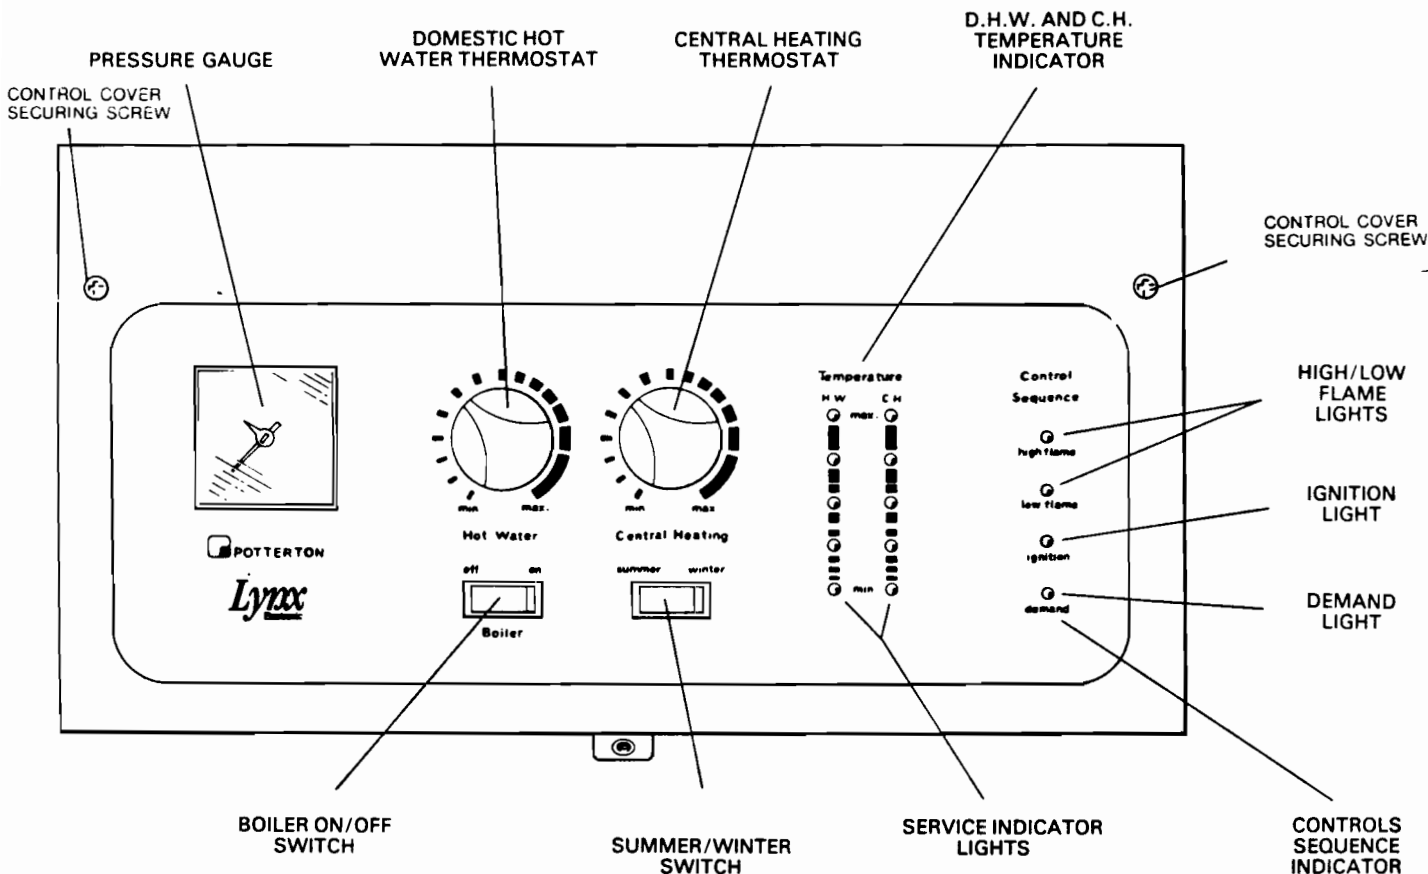 D.H.W. AND C.H.
TEMPERATURE
INDICATOR
DOMESTIC HOT
WATER THERMOSTAT
CENTRAL HEATING
THERMOSTAT
PRESSURE GAUGE
CONTROL COVER
SECURING SCREW
CONTROL COVER
SECURING SCREW
HIGH/LOW
FLAME
LIGHTS
IGNITION
LIGHT
DEMAND
LIGHT
Temperature
HW CH
max.
min
Control
Sequence
high flame
low flame
ignition
demand
min max.
Hot Water
min max
Central Heating
off on
Boiler
summer winter
POTTERTON
Lynx
Electronic
BOILER ON/OFF
SWITCH
SUMMER/WINTER
SWITCH
SERVICE INDICATOR
LIGHTS
CONTROLS
SEQUENCE
INDICATOR